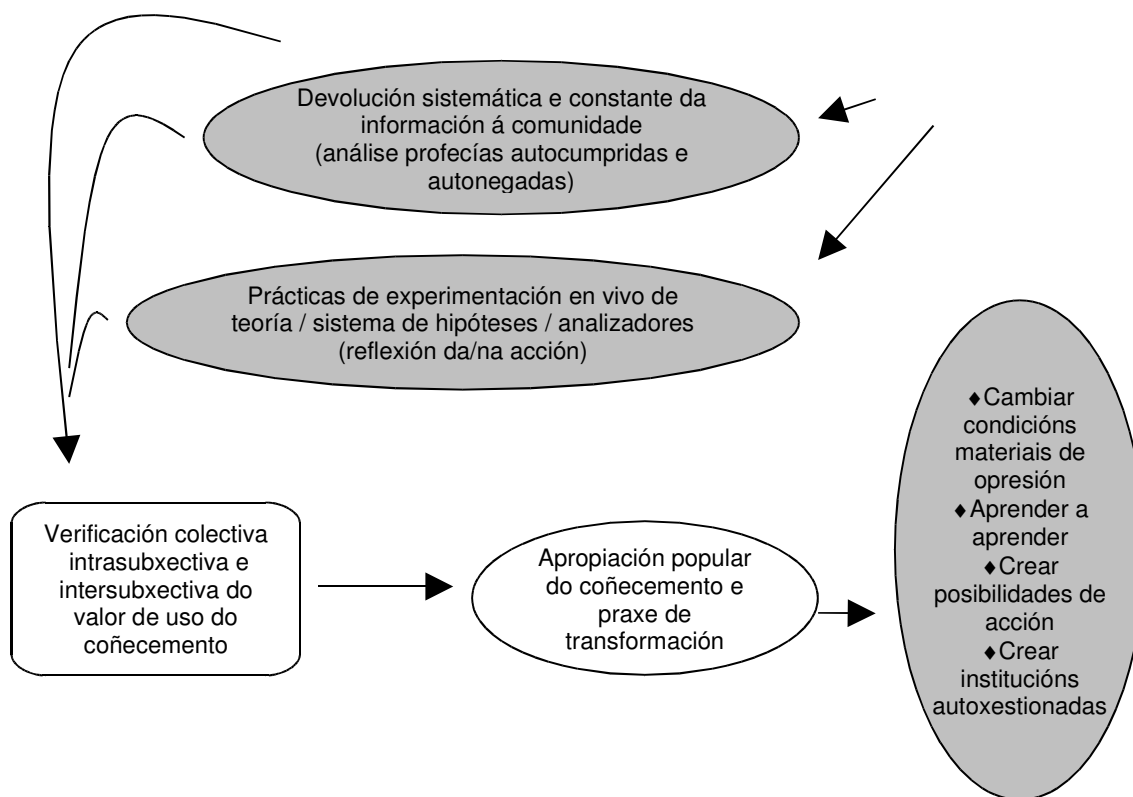 Devolución sistemática e constante da
información á comunidade
(análise profecías autocumpridas e
autonegadas)
Prácticas de experimentación en vivo de
teoría / sistema de hipóteses / analizadores
(reflexión da/na acción)
Verificación colectiva
intrasubxectiva e
intersubxectiva do
valor de uso do
coñecemento
Apropiación popular
do coñecemento e
praxe de
transformación
♦Cambiar
condicións
materiais de
opresión
♦Aprender a
aprender
♦Crear
posibilidades de
acción
♦Crear
institucións
autoxestionadas